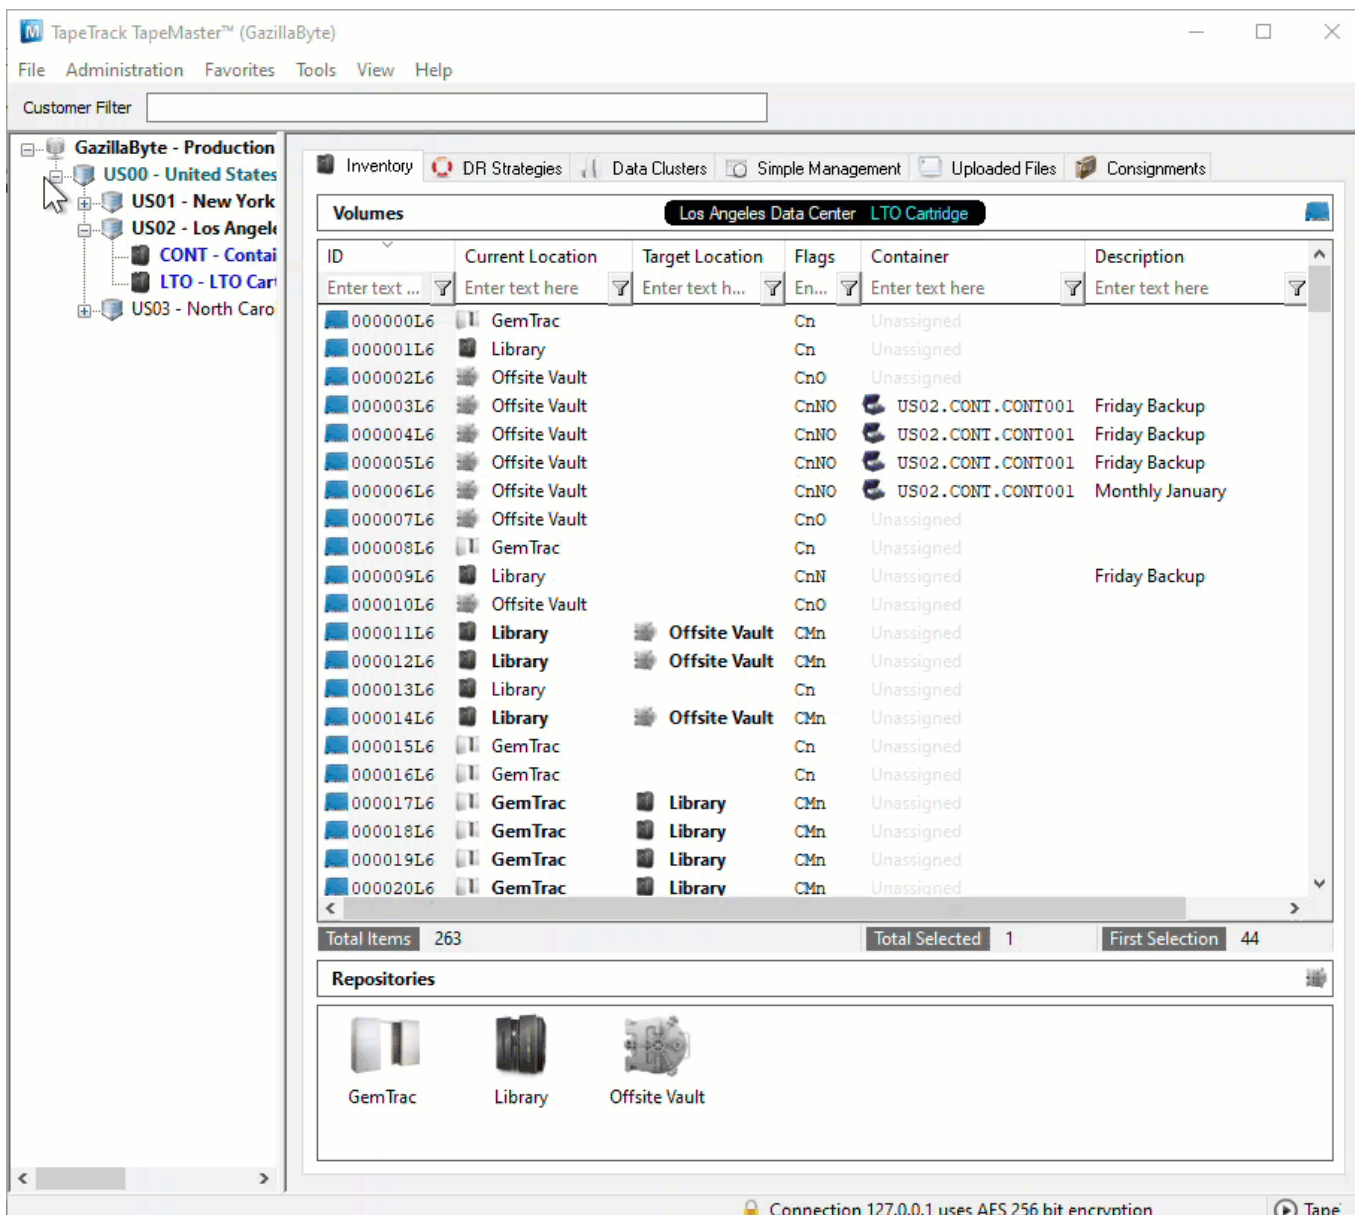 TapeTrack TapeMaster™ (GazillaByte)
File Administration Favorites Tools View Help
Customer Filter
GazillaByte - Production
US00 - United States
US01 - New York
US02 - Los Angele
CONT - Contai
LTO - LTO Cart
US03 - North Caro
Inventory DR Strategies Data Clusters Simple Management Uploaded Files Consignments
Volumes Los Angeles Data Center LTO Cartridge
ID Current Location Target Location Flags Container Description
Enter text ... Enter text here Enter text h... En... Enter text here Enter text here
000000L6 GemTrac Cn Unassigned
000001L6 Library Cn Unassigned
000002L6 Offsite Vault CnO Unassigned
000003L6 Offsite Vault CnNO US02.CONT.CONT001 Friday Backup
000004L6 Offsite Vault CnNO US02.CONT.CONT001 Friday Backup
000005L6 Offsite Vault CnNO US02.CONT.CONT001 Friday Backup
000006L6 Offsite Vault CnNO US02.CONT.CONT001 Monthly January
000007L6 Offsite Vault CnO Unassigned
000008L6 GemTrac Cn Unassigned
000009L6 Library CnN Unassigned Friday Backup
000010L6 Offsite Vault CnO Unassigned
000011L6 Library Offsite Vault CMn Unassigned
000012L6 Library Offsite Vault CMn Unassigned
000013L6 Library Cn Unassigned
000014L6 Library Offsite Vault CMn Unassigned
000015L6 GemTrac Cn Unassigned
000016L6 GemTrac Cn Unassigned
000017L6 GemTrac Library CMn Unassigned
000018L6 GemTrac Library CMn Unassigned
000019L6 GemTrac Library CMn Unassigned
000020L6 GemTrac Library CMn Unassigned
Total Items 263 Total Selected 1 First Selection 44
Repositories
GemTrac Library Offsite Vault
Connection 127.0.0.1 uses AES 256 bit encryption Tape